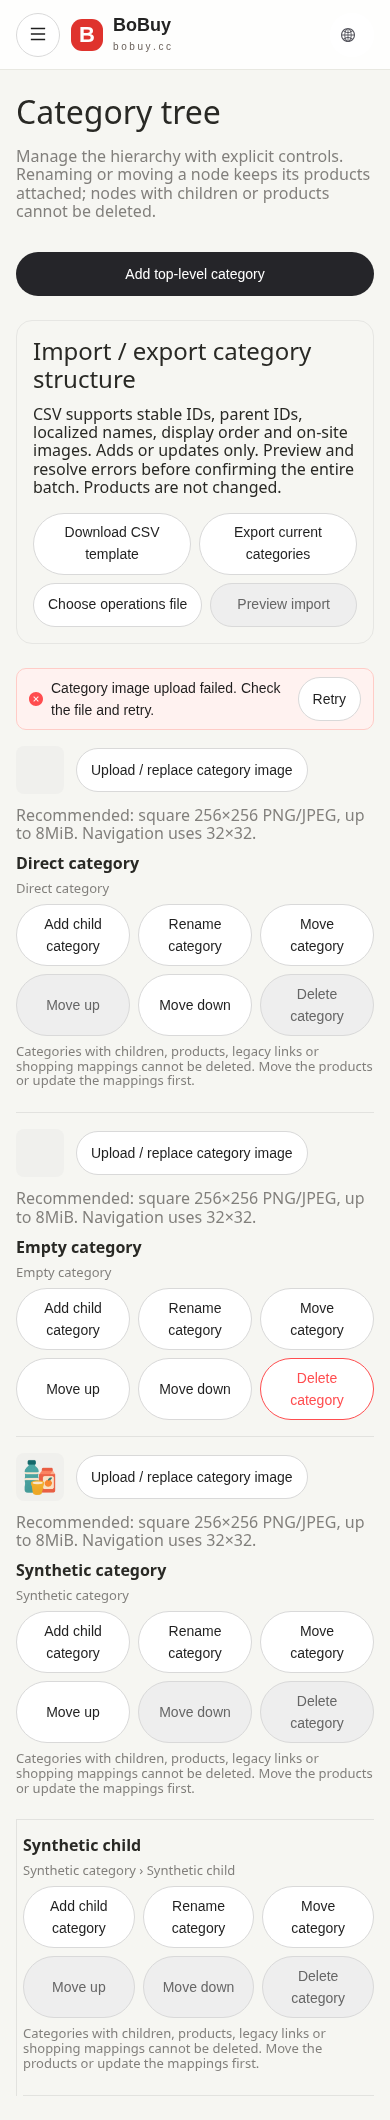 B BoBuy
bobuy.cc
Category tree
Manage the hierarchy with explicit controls.
Renaming or moving a node keeps its products
attached; nodes with children or products
cannot be deleted.
Add top-level category
Import / export category
structure
CSV supports stable IDs, parent IDs,
localized names, display order and on-site
images. Adds or updates only. Preview and
resolve errors before confirming the entire
batch. Products are not changed.
Download CSV
template
Export current
categories
Choose operations file
Preview import
Category image upload failed. Check
the file and retry.
Retry
Upload / replace category image
Recommended: square 256×256 PNG/JPEG, up
to 8MiB. Navigation uses 32×32.
Direct category
Direct category
Add child
category
Rename
category
Move
category
Move up
Move down
Delete
category
Categories with children, products, legacy links or
shopping mappings cannot be deleted. Move the products
or update the mappings first.
Upload / replace category image
Recommended: square 256×256 PNG/JPEG, up
to 8MiB. Navigation uses 32×32.
Empty category
Empty category
Add child
category
Rename
category
Move
category
Move up
Move down
Delete
category
Upload / replace category image
Recommended: square 256×256 PNG/JPEG, up
to 8MiB. Navigation uses 32×32.
Synthetic category
Synthetic category
Add child
category
Rename
category
Move
category
Move up
Move down
Delete
category
Categories with children, products, legacy links or
shopping mappings cannot be deleted. Move the products
or update the mappings first.
Synthetic child
Synthetic category › Synthetic child
Add child
category
Rename
category
Move
category
Move up
Move down
Delete
category
Categories with children, products, legacy links or
shopping mappings cannot be deleted. Move the
products or update the mappings first.